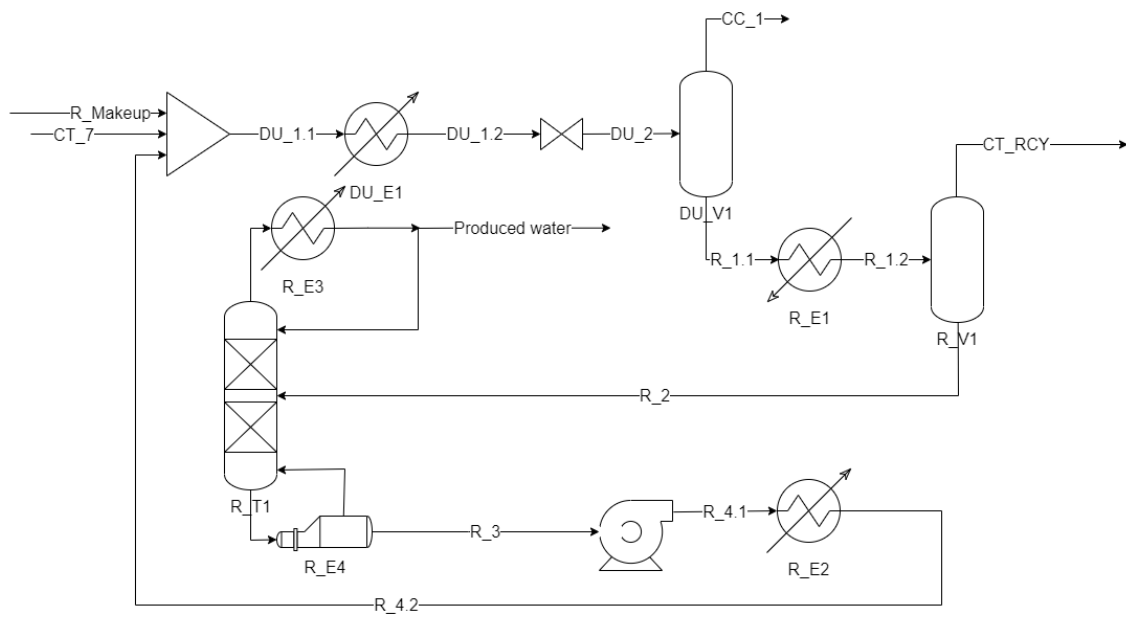 CC_1
R_Makeup
CT_7
DU_1.1
DU_1.2
DU_2
CT_RCY
DU_E1
DU_V1
Produced water
R_1.1
R_1.2
R_E3
R_E1
R_V1
R_2
R_T1
R_3
R_4.1
R_E4
R_E2
R_4.2